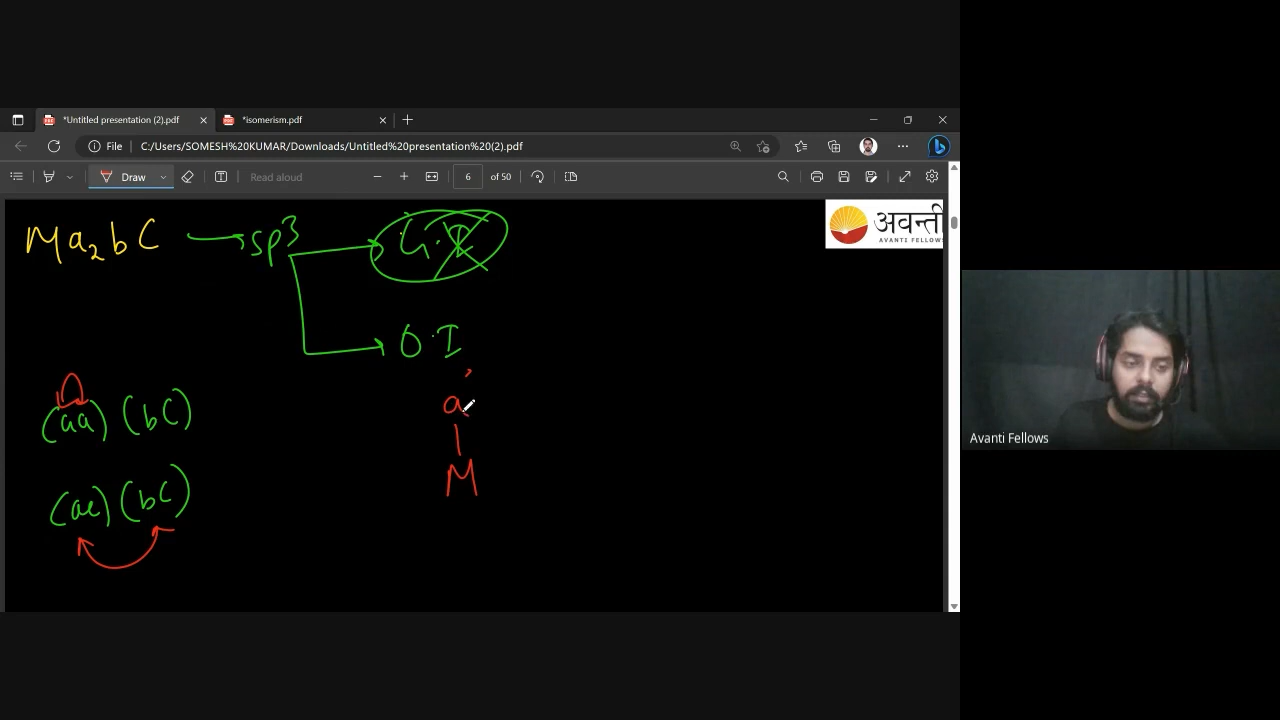 *Untitled presentation (2).pdf
*isomerism.pdf
File
C:/Users/SOMESH%20KUMAR/Downloads/Untitled%20presentation%20(2).pdf
Draw
Read aloud
6 of 50
Ma₂bC → sp³
G.I
O.I
अवन्ती
AVANTI FELLOWS
(aa) (bC)
a
M
(ac) (bC)
Avanti Fellows